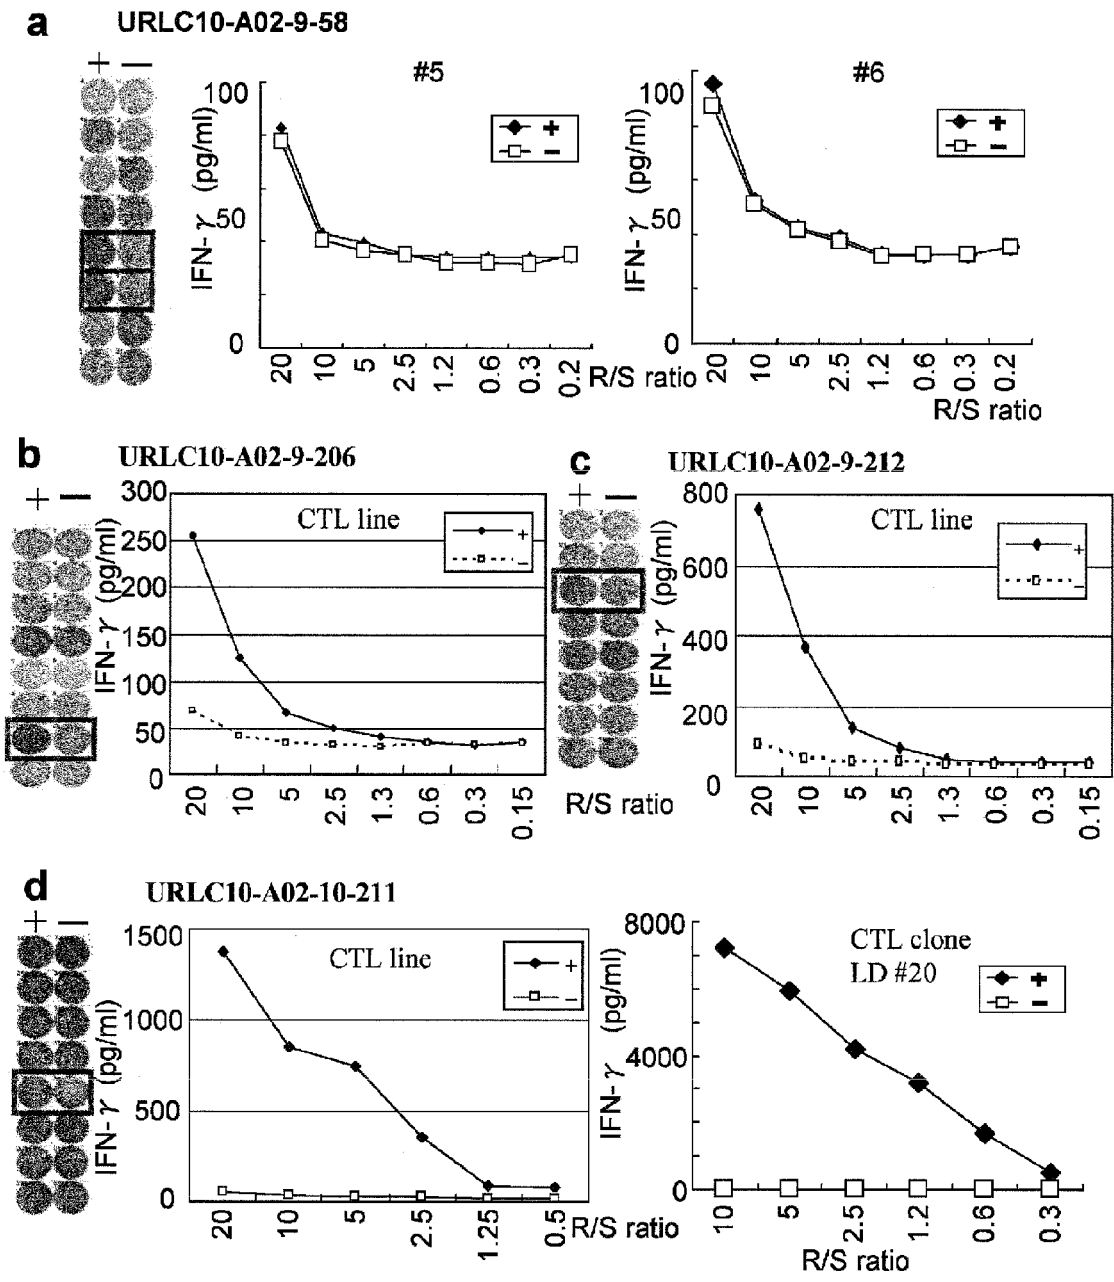 a URLC10-A02-9-58
+ −
#5
IFN-γ (pg/ml)
100
50
0
+
−
20 10 5 2.5 1.2 0.6 0.3 0.2
R/S ratio
#6
IFN-γ (pg/ml)
100
50
0
+
−
20 10 5 2.5 1.2 0.6 0.3 0.2
R/S ratio
b URLC10-A02-9-206
+ −
IFN-γ (pg/ml)
300
250
200
150
100
50
0
CTL line
+
−
20 10 5 2.5 1.3 0.6 0.3 0.15
R/S ratio
c URLC10-A02-9-212
+ −
IFN-γ (pg/ml)
800
600
400
200
0
CTL line
+
−
20 10 5 2.5 1.3 0.6 0.3 0.15
d URLC10-A02-10-211
+ −
IFN-γ (pg/ml)
1500
1000
500
0
CTL line
+
−
20 10 5 2.5 1.25 0.5
R/S ratio
IFN-γ (pg/ml)
8000
4000
0
CTL clone
LD #20
+
−
10 5 2.5 1.2 0.6 0.3
R/S ratio